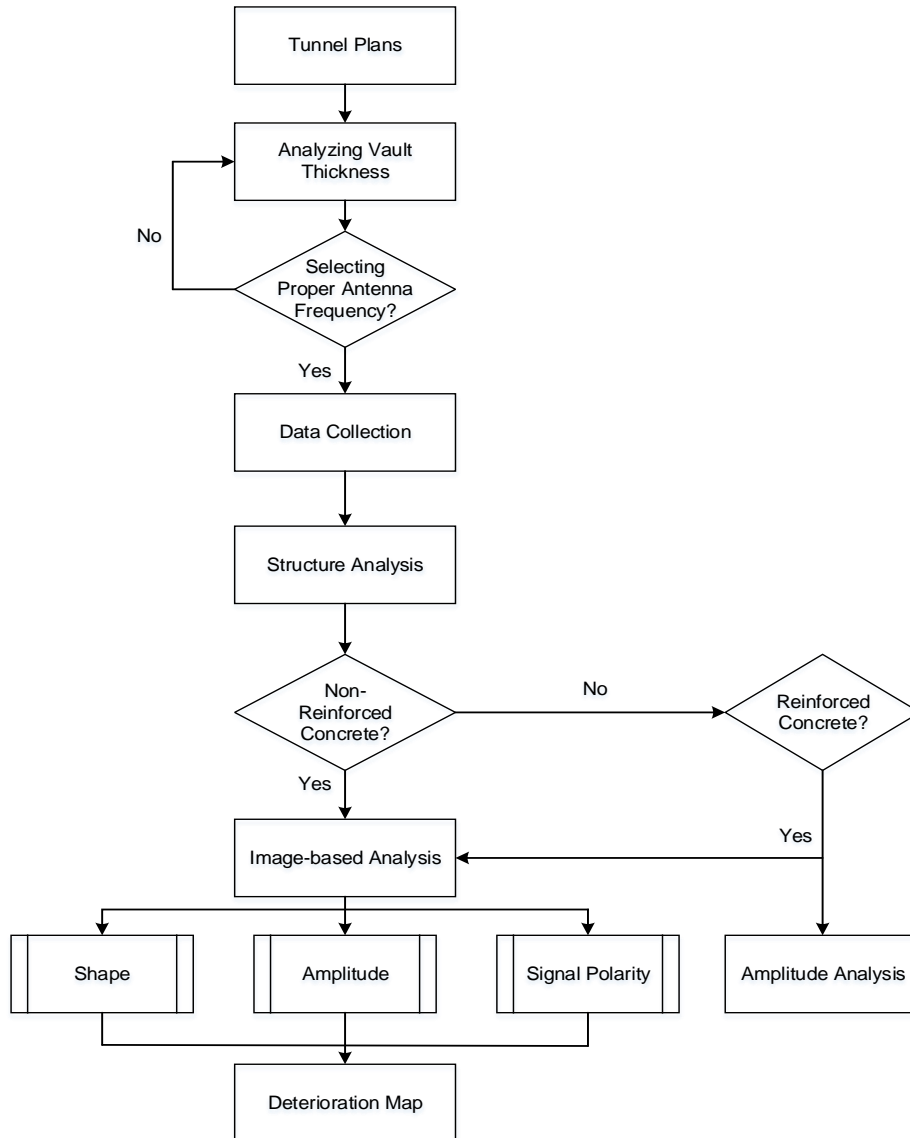 Tunnel Plans
Analyzing Vault
Thickness
No
Selecting
Proper Antenna
Frequency?
Yes
Data Collection
Structure Analysis
Non-
Reinforced
Concrete?
No
Reinforced
Concrete?
Yes
Yes
Image-based Analysis
Shape
Amplitude
Signal Polarity
Amplitude Analysis
Deterioration Map